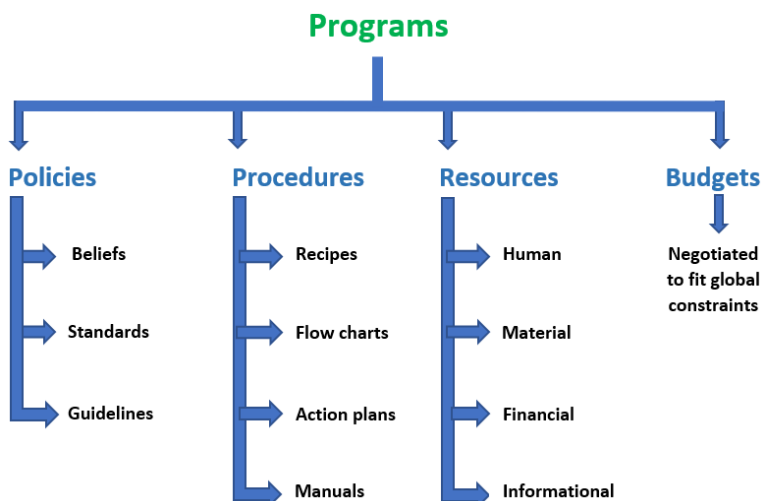 Programs
Policies
Procedures
Resources
Budgets
Beliefs
Standards
Guidelines
Recipes
Flow charts
Action plans
Manuals
Human
Material
Financial
Informational
Negotiated
to fit global
constraints